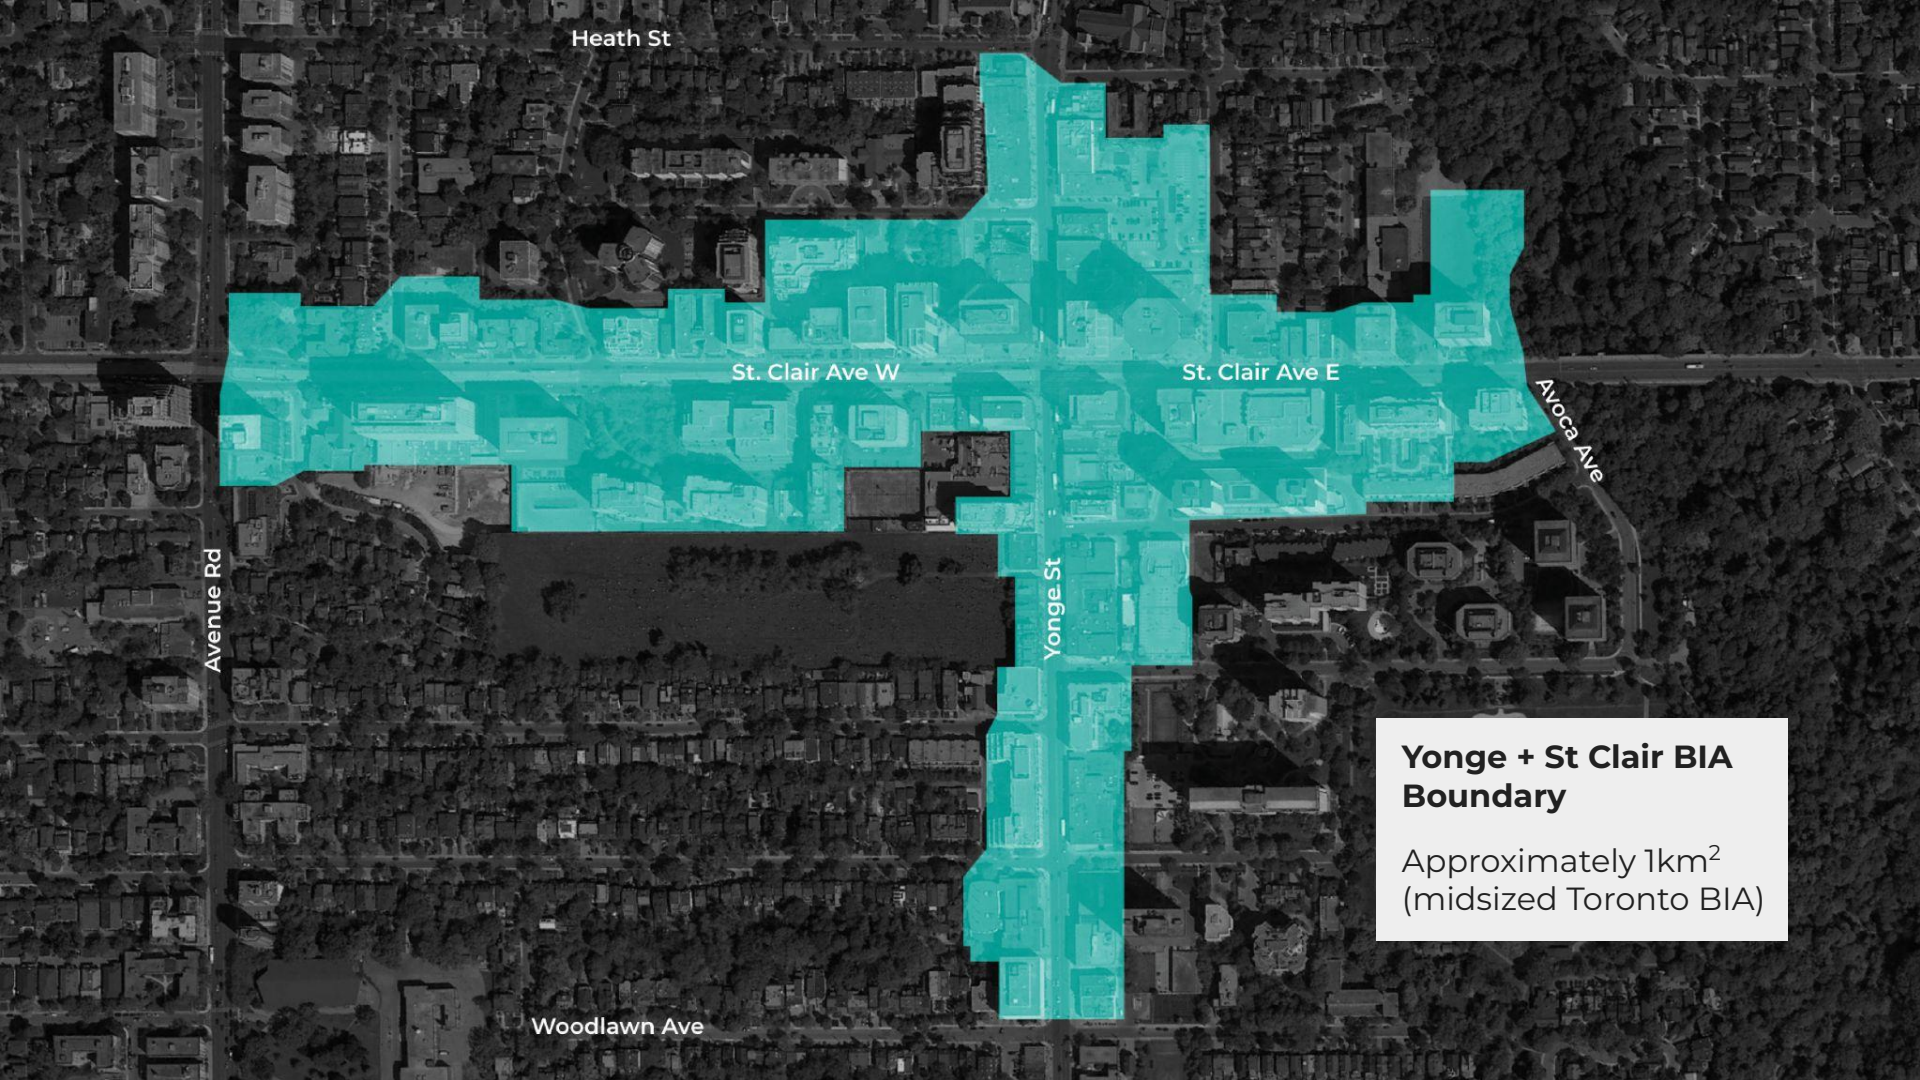 Heath St
St. Clair Ave W
St. Clair Ave E
Avoca Ave
Avenue Rd
Yonge St
Yonge + St Clair BIA
Boundary
Approximately 1km²
(midsized Toronto BIA)
Woodlawn Ave